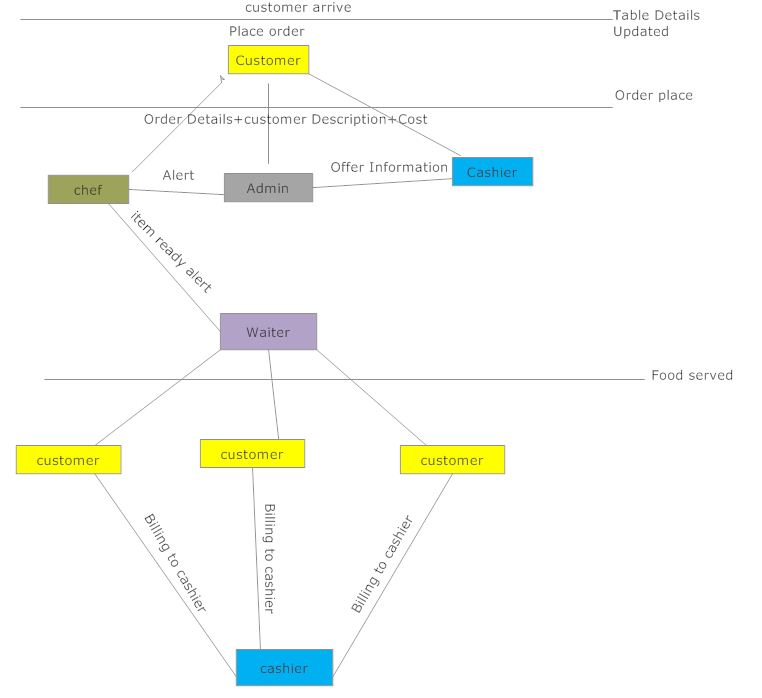 customer arrive
Table Details
Updated
Place order
Customer
Order place
Order Details+customer Description+Cost
Alert
Offer Information
Cashier
chef
Admin
item ready alert
Waiter
Food served
customer
customer
customer
Billing to cashier
Billing to cashier
Billing to cashier
cashier